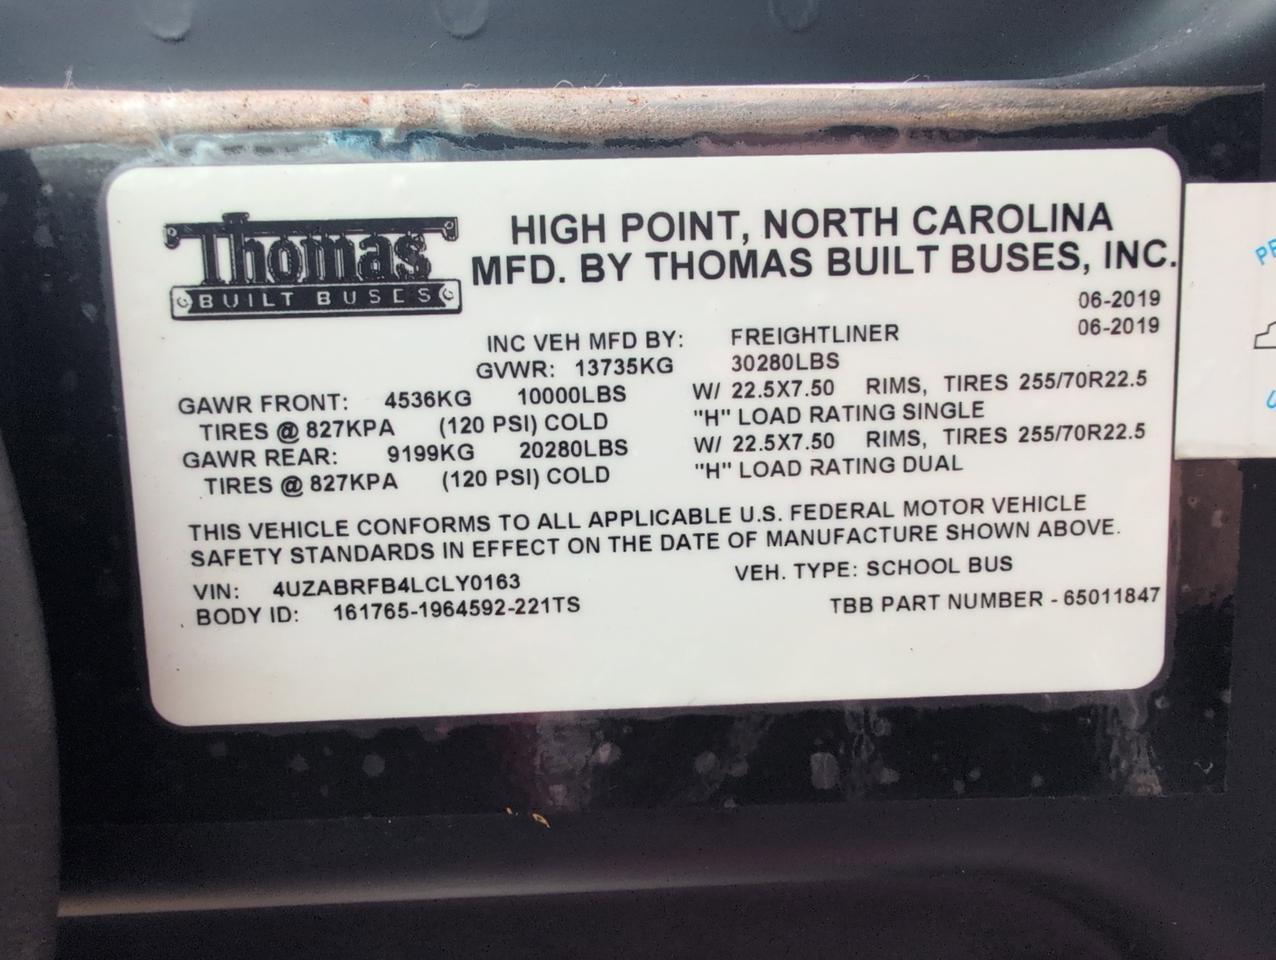 Thomas
BUILT BUSES
HIGH POINT, NORTH CAROLINA
MFD. BY THOMAS BUILT BUSES, INC.
06-2019
INC VEH MFD BY: FREIGHTLINER 06-2019
GVWR: 13735KG 30280LBS
GAWR FRONT: 4536KG 10000LBS W/ 22.5X7.50 RIMS, TIRES 255/70R22.5
TIRES @ 827KPA (120 PSI) COLD "H" LOAD RATING SINGLE
GAWR REAR: 9199KG 20280LBS W/ 22.5X7.50 RIMS, TIRES 255/70R22.5
TIRES @ 827KPA (120 PSI) COLD "H" LOAD RATING DUAL
THIS VEHICLE CONFORMS TO ALL APPLICABLE U.S. FEDERAL MOTOR VEHICLE
SAFETY STANDARDS IN EFFECT ON THE DATE OF MANUFACTURE SHOWN ABOVE.
VIN: 4UZABRFB4LCLY0163 VEH. TYPE: SCHOOL BUS
BODY ID: 161765-1964592-221TS TBB PART NUMBER - 65011847